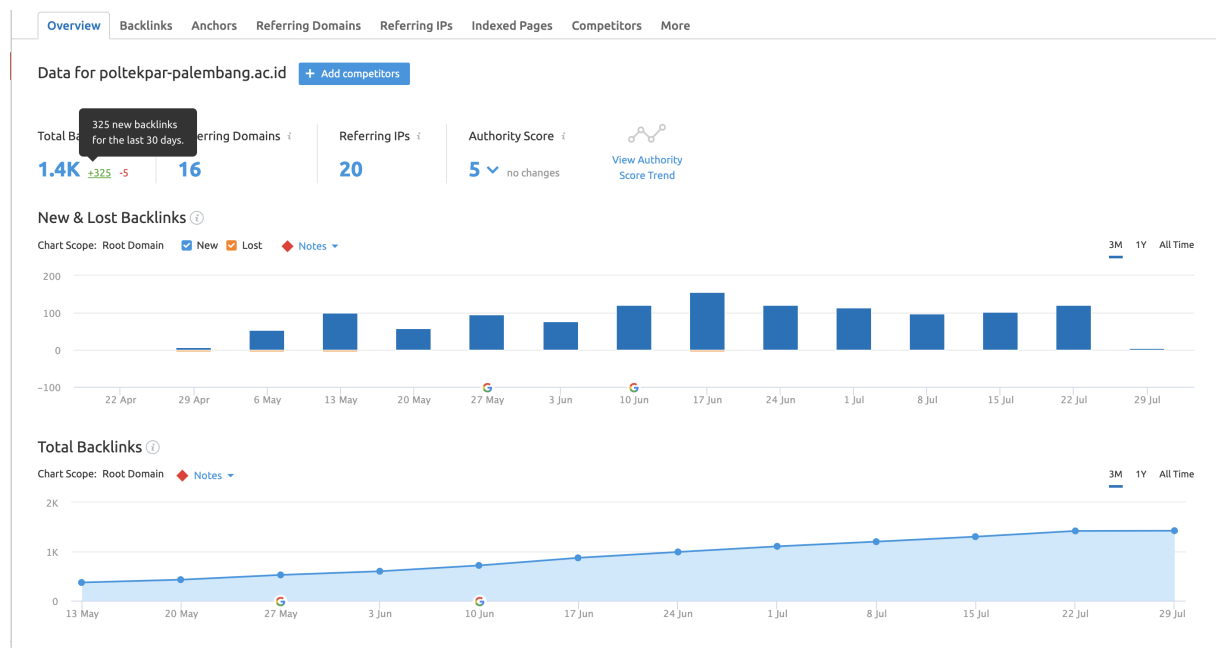 Overview Backlinks Anchors Referring Domains Referring IPs Indexed Pages Competitors More
Data for poltekpar-palembang.ac.id + Add competitors
325 new backlinks
for the last 30 days.
Total Ba erring Domains i Referring IPs i Authority Score i
1.4K +325 -5 16 20 5 no changes
View Authority
Score Trend
New & Lost Backlinks i
Chart Scope: Root Domain New Lost Notes 3M 1Y All Time
200
100
0
−100
22 Apr 29 Apr 6 May 13 May 20 May 27 May 3 Jun 10 Jun 17 Jun 24 Jun 1 Jul 8 Jul 15 Jul 22 Jul 29 Jul
Total Backlinks i
Chart Scope: Root Domain Notes 3M 1Y All Time
2K
1K
0
13 May 20 May 27 May 3 Jun 10 Jun 17 Jun 24 Jun 1 Jul 8 Jul 15 Jul 22 Jul 29 Jul